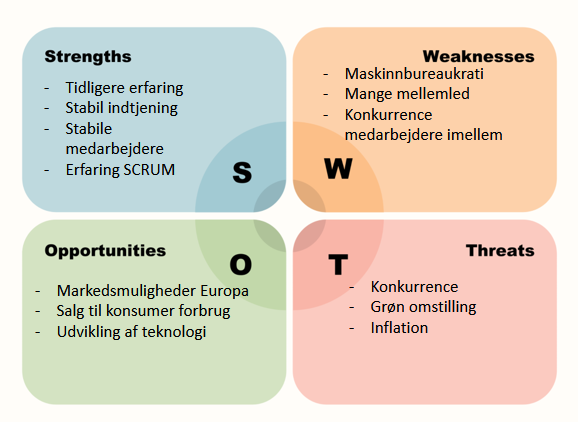 Strengths
- Tidligere erfaring
- Stabil indtjening
- Stabile
medarbejdere
- Erfaring SCRUM
S
Weaknesses
- Maskinnbureaukrati
- Mange mellemled
- Konkurrence
medarbejdere imellem
W
Opportunities
- Markedsmuligheder Europa
- Salg til konsumer forbrug
- Udvikling af teknologi
O
Threats
- Konkurrence
- Grøn omstilling
- Inflation
T